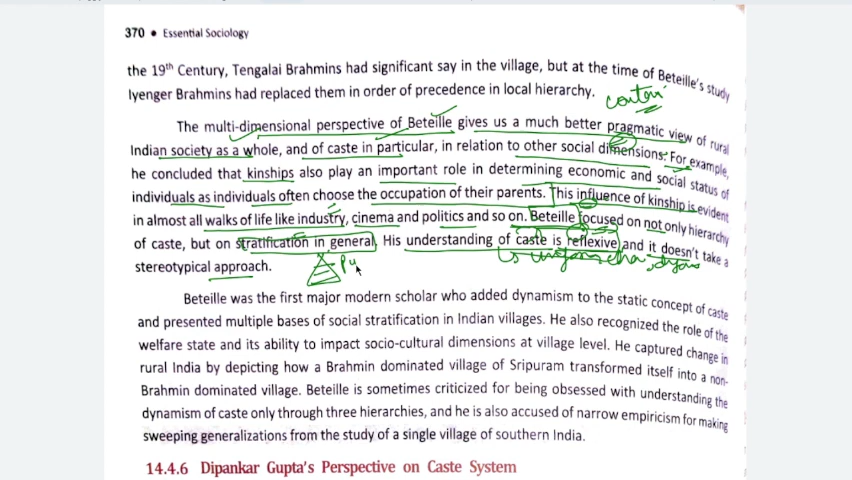 370 • Essential Sociology
the 19th Century, Tengalai Brahmins had significant say in the village, but at the time of Beteille's study
Iyenger Brahmins had replaced them in order of precedence in local hierarchy.
The multi-dimensional perspective of Beteille gives us a much better pragmatic view of rural
Indian society as a whole, and of caste in particular, in relation to other social dimensions. For example,
he concluded that kinships also play an important role in determining economic and social status of
individuals as individuals often choose the occupation of their parents. This influence of kinship is evident
in almost all walks of life like industry, cinema and politics and so on. Beteille focused on not only hierarchy
of caste, but on stratification in general. His understanding of caste is reflexive and it doesn't take a
stereotypical approach.
Beteille was the first major modern scholar who added dynamism to the static concept of caste
and presented multiple bases of social stratification in Indian villages. He also recognized the role of the
welfare state and its ability to impact socio-cultural dimensions at village level. He captured change in
rural India by depicting how a Brahmin dominated village of Sripuram transformed itself into a non-
Brahmin dominated village. Beteille is sometimes criticized for being obsessed with understanding the
dynamism of caste only through three hierarchies, and he is also accused of narrow empiricism for making
sweeping generalizations from the study of a single village of southern India.
14.4.6 Dipankar Gupta's Perspective on Caste System